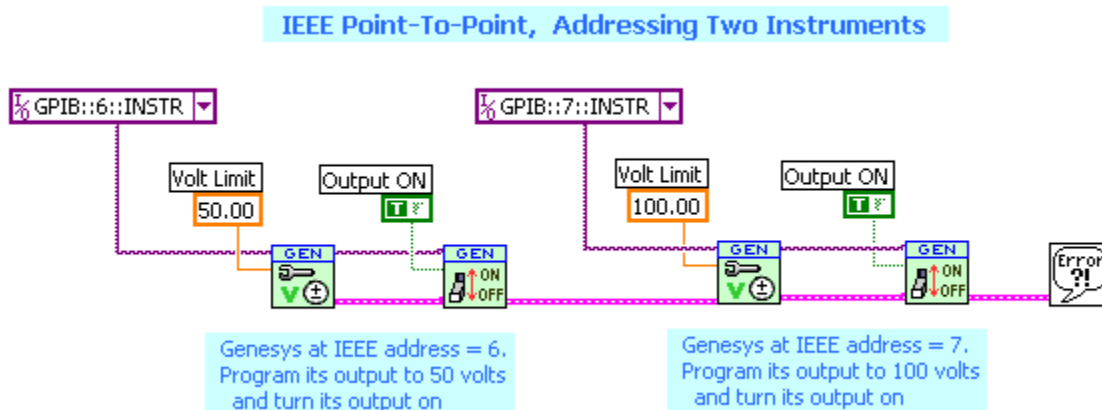 IEEE Point-To-Point, Addressing Two Instruments
I/O GPIB::6::INSTR
I/O GPIB::7::INSTR
Volt Limit
50.00
Output ON
T F
Volt Limit
100.00
Output ON
T F
GEN
V
GEN
ON
OFF
GEN
V
GEN
ON
OFF
Error
?!
Genesys at IEEE address = 6.
Program its output to 50 volts
and turn its output on
Genesys at IEEE address = 7.
Program its output to 100 volts
and turn its output on